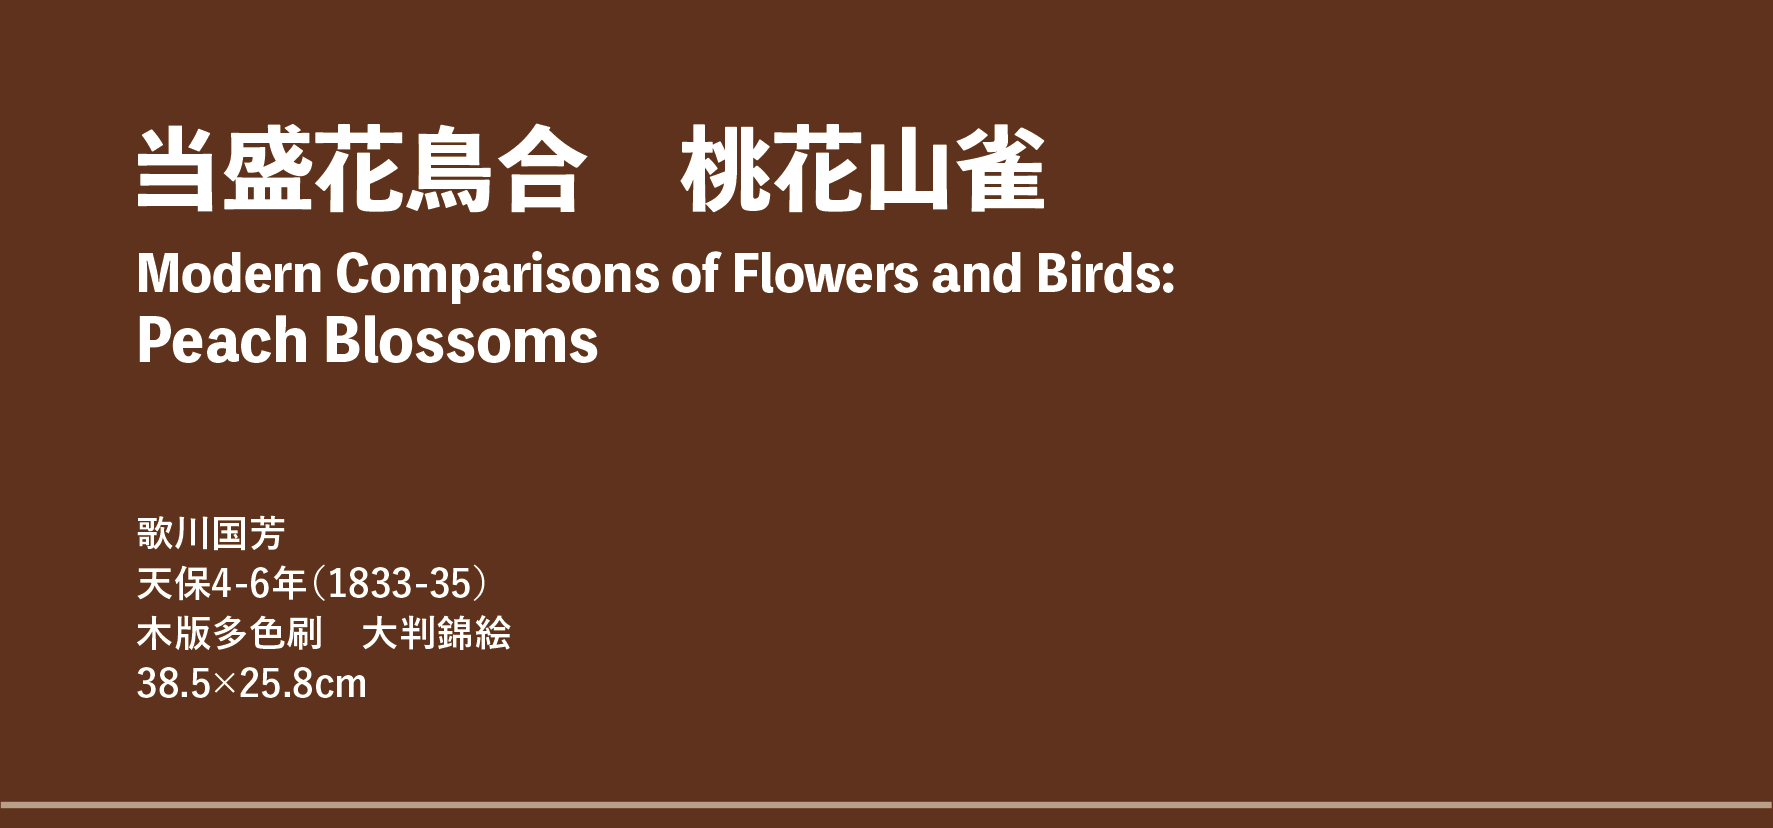 当盛花鳥合　桃花山雀
Modern Comparisons of Flowers and Birds:
Peach Blossoms
歌川国芳
天保4-6年（1833-35）
木版多色刷　大判錦絵
38.5×25.8cm